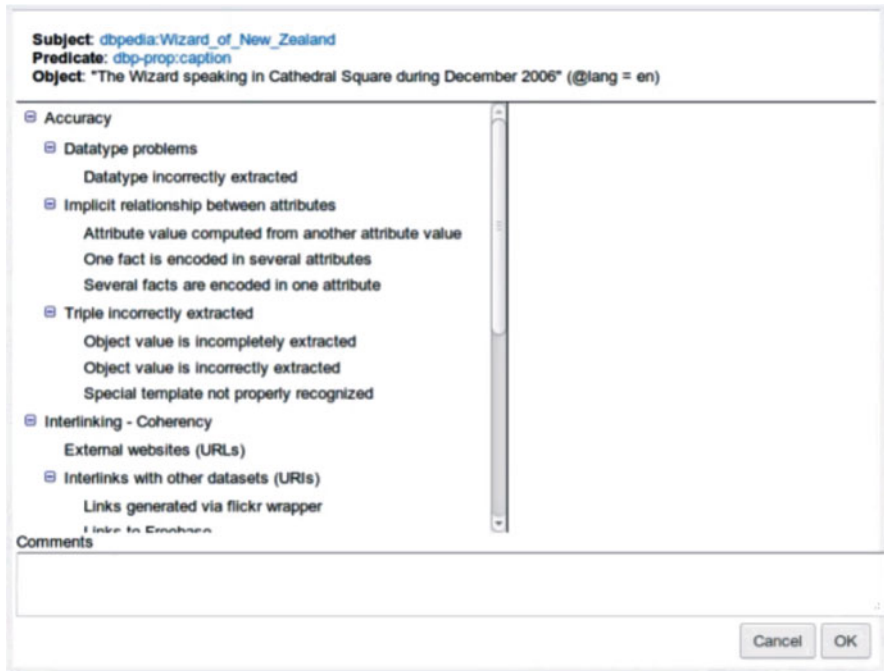 Subject: dbpedia:Wizard_of_New_Zealand
Predicate: dbp-prop:caption
Object: "The Wizard speaking in Cathedral Square during December 2006" (@lang = en)
Accuracy
Datatype problems
Datatype incorrectly extracted
Implicit relationship between attributes
Attribute value computed from another attribute value
One fact is encoded in several attributes
Several facts are encoded in one attribute
Triple incorrectly extracted
Object value is incompletely extracted
Object value is incorrectly extracted
Special template not properly recognized
Interlinking - Coherency
External websites (URLs)
Interlinks with other datasets (URIs)
Links generated via flickr wrapper
Links to Freebase
Comments
Cancel OK